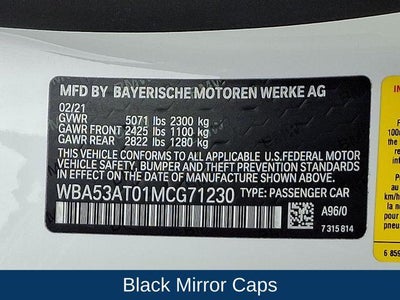 MFD BY BAYERISCHE MOTOREN WERKE AG
02/21
GVWR 5071 lbs 2300 kg
GAWR FRONT 2425 lbs 1100 kg
GAWR REAR 2822 lbs 1280 kg
THIS VEHICLE CONFORMS TO ALL APPLICABLE U.S.FEDERAL MOTOR
VEHICLE SAFETY, BUMPER, AND THEFT PREVENTION STANDARDS
IN EFFECT ON THE DATE OF MANUFACTURE SHOWN ABOVE.
WBA53AT01MCG71230 TYPE: PASSENGER CAR
A96/0
7 315 814
Black Mirror Caps